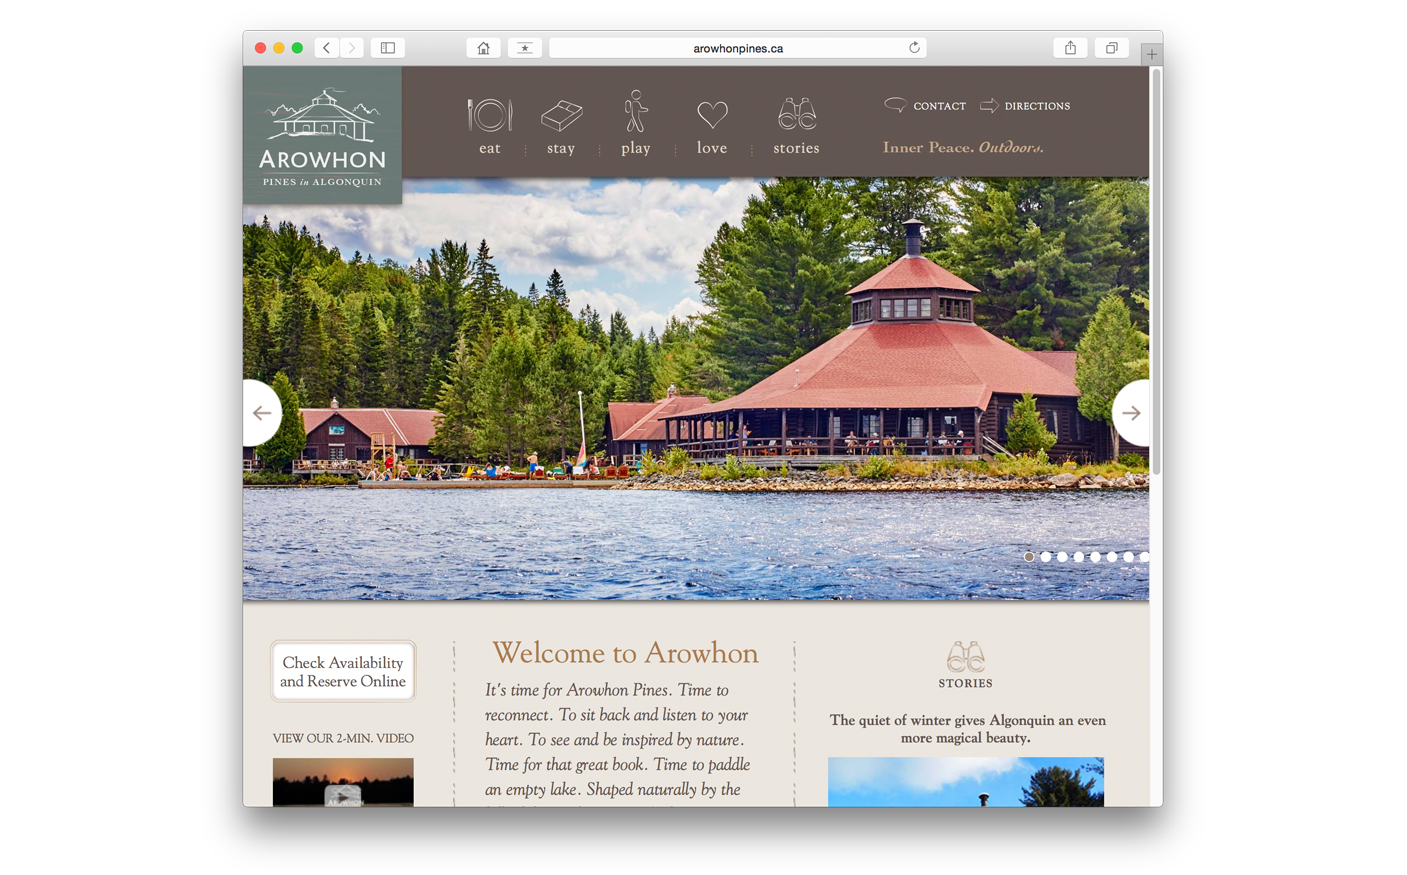 arowhonpines.ca
AROWHON
PINES in ALGONQUIN
eat
stay
play
love
stories
CONTACT
DIRECTIONS
Inner Peace. Outdoors.
Check Availability
and Reserve Online
VIEW OUR 2-MIN. VIDEO
AROWHON
Welcome to Arowhon
It's time for Arowhon Pines. Time to
reconnect. To sit back and listen to your
heart. To see and be inspired by nature.
Time for that great book. Time to paddle
an empty lake. Shaped naturally by the
STORIES
The quiet of winter gives Algonquin an even
more magical beauty.